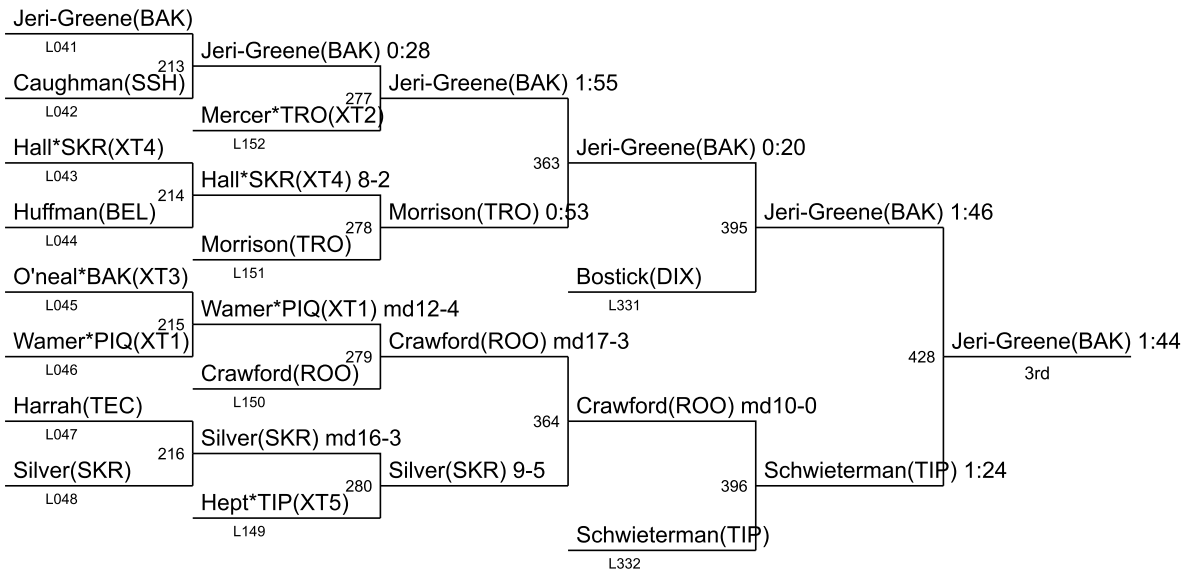 Jeri-Greene(BAK)
L041
Jeri-Greene(BAK) 0:28
213
Caughman(SSH)
L042
Jeri-Greene(BAK) 1:55
277
Mercer*TRO(XT2)
L152
Hall*SKR(XT4)
L043
Jeri-Greene(BAK) 0:20
363
Hall*SKR(XT4) 8-2
214
Huffman(BEL)
L044
Morrison(TRO) 0:53
278
Morrison(TRO)
L151
Jeri-Greene(BAK) 1:46
395
O'neal*BAK(XT3)
L045
Bostick(DIX)
L331
Wamer*PIQ(XT1) md12-4
215
Wamer*PIQ(XT1)
L046
Crawford(ROO) md17-3
279
Crawford(ROO)
L150
Jeri-Greene(BAK) 1:44
428
3rd
Harrah(TEC)
L047
Crawford(ROO) md10-0
364
Silver(SKR) md16-3
216
Silver(SKR)
L048
Silver(SKR) 9-5
280
Hept*TIP(XT5)
L149
Schwieterman(TIP) 1:24
396
Schwieterman(TIP)
L332